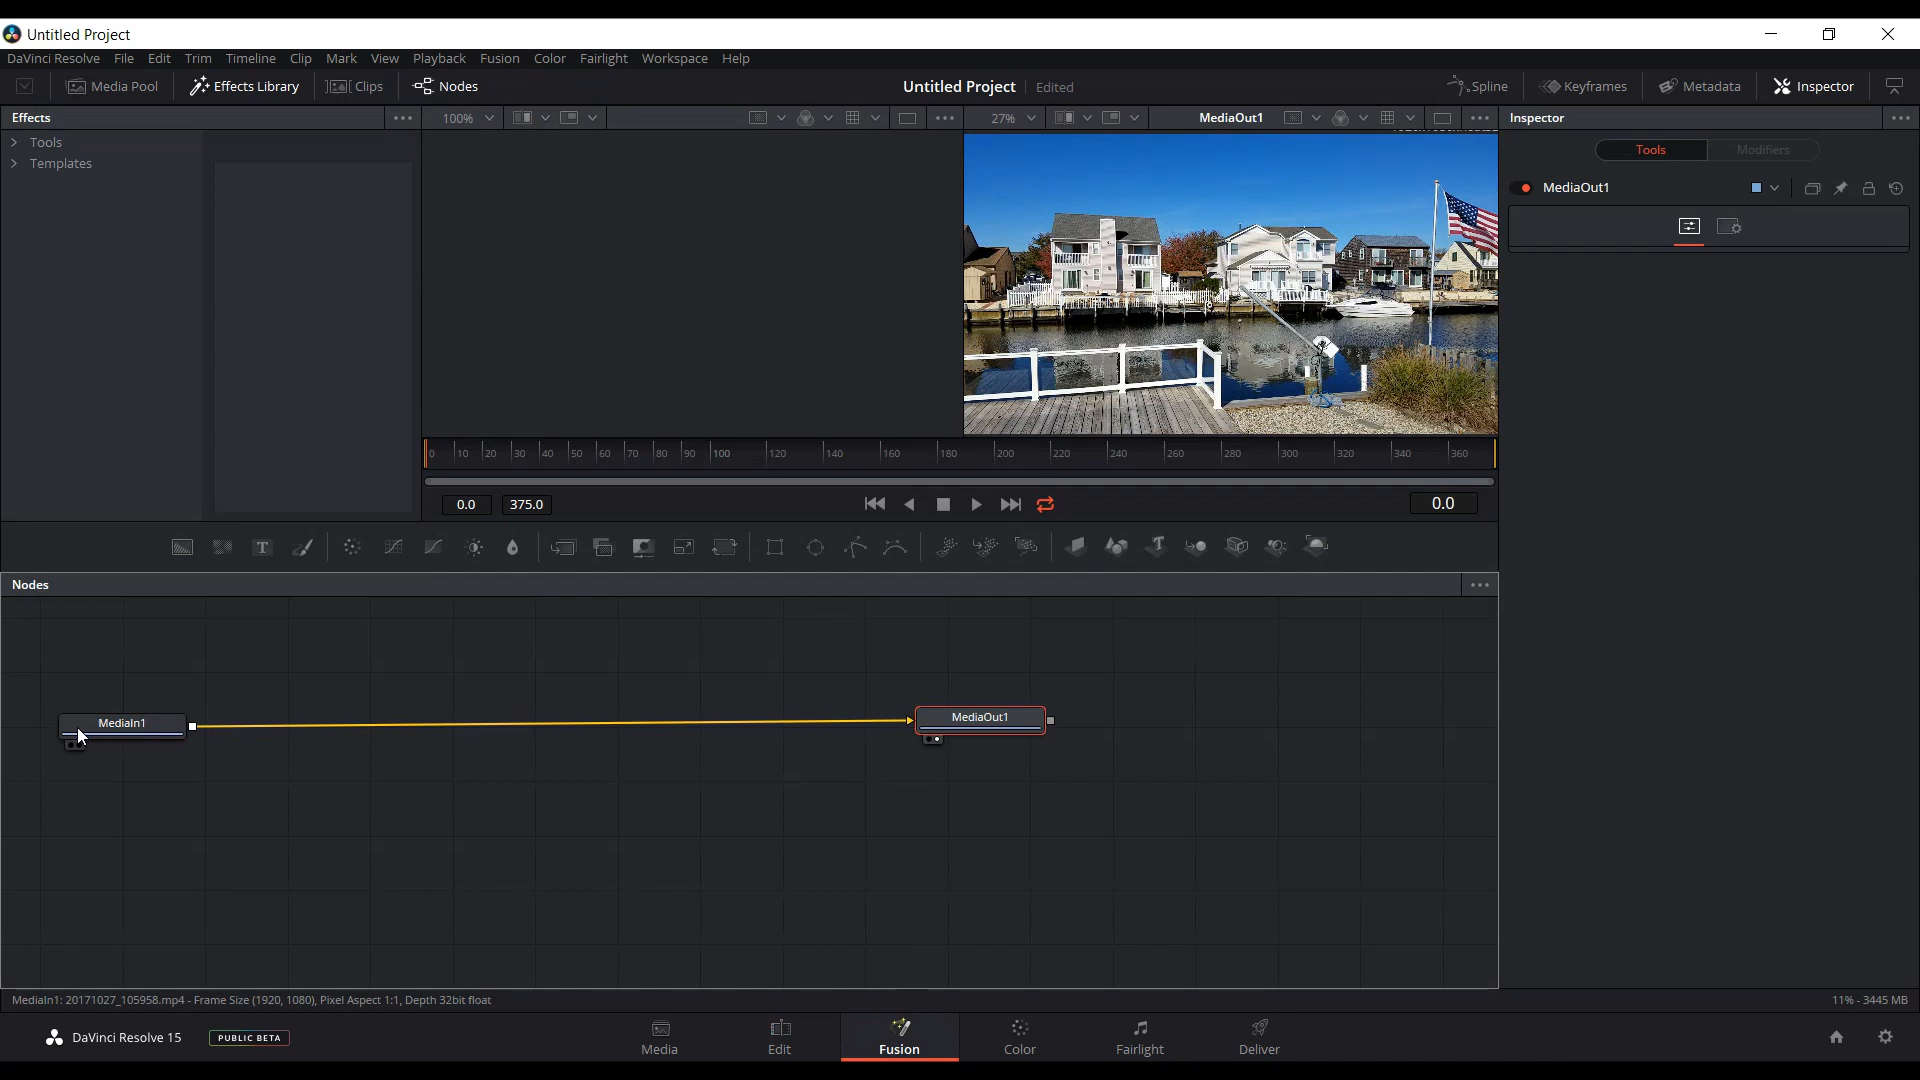 Untitled Project
DaVinci Resolve File Edit Trim Timeline Clip Mark View Playback Fusion Color Fairlight Workspace Help
Media Pool Effects Library Clips Nodes Untitled Project Edited Spline Keyframes Metadata Inspector
Effects 100% 27% MediaOut1 Inspector
Tools
Templates
Tools Modifiers
MediaOut1
0 10 20 30 40 50 60 70 80 90 100 120 140 160 180 200 220 240 260 280 300 320 340 360
0.0 375.0 0.0
T
Nodes
MediaIn1 MediaOut1
MediaIn1: 20171027_105958.mp4 - Frame Size (1920, 1080), Pixel Aspect 1:1, Depth 32bit float 11% - 3445 MB
DaVinci Resolve 15 PUBLIC BETA Media Edit Fusion Color Fairlight Deliver